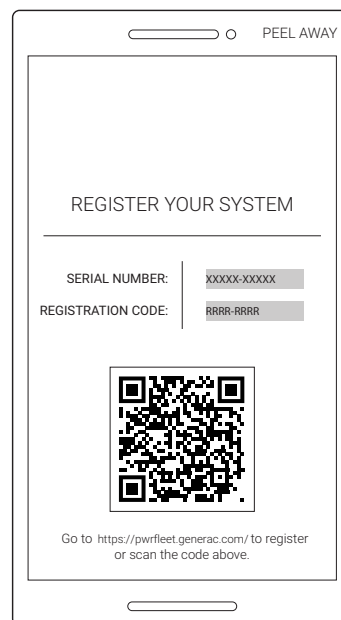 PEEL AWAY
REGISTER YOUR SYSTEM
SERIAL NUMBER: XXXXX-XXXXX
REGISTRATION CODE: RRRR-RRRR
Go to https://pwrfleet.generac.com/ to register
or scan the code above.